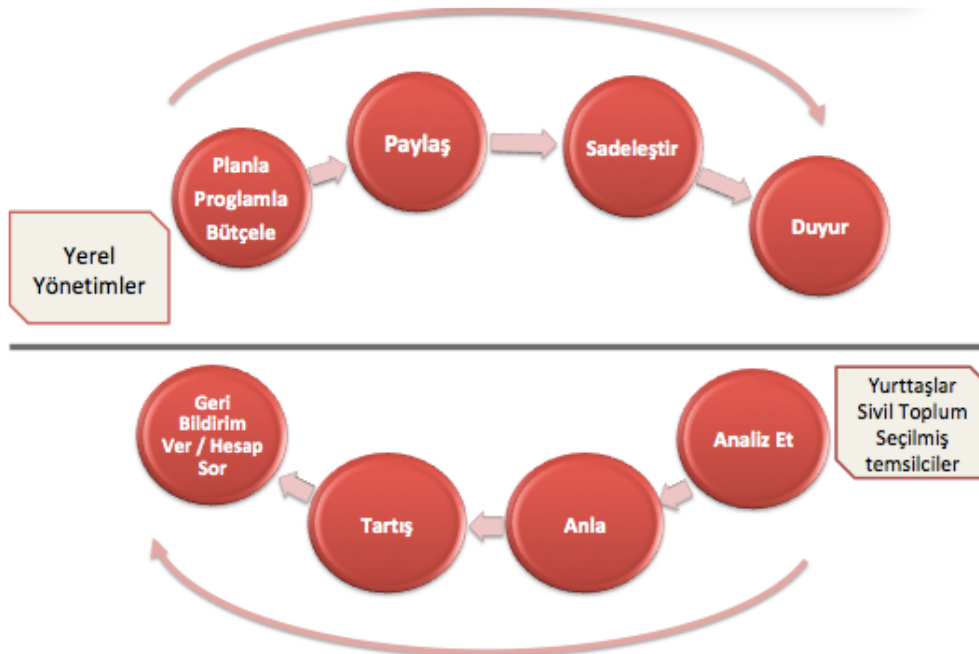 Planla
Proglamla
Bütçele
Paylaş
Sadeleştir
Duyur
Yerel
Yönetimler
Yurttaşlar
Sivil Toplum
Seçilmiş
temsilciler
Analiz Et
Anla
Tartış
Geri
Bildirim
Ver / Hesap
Sor